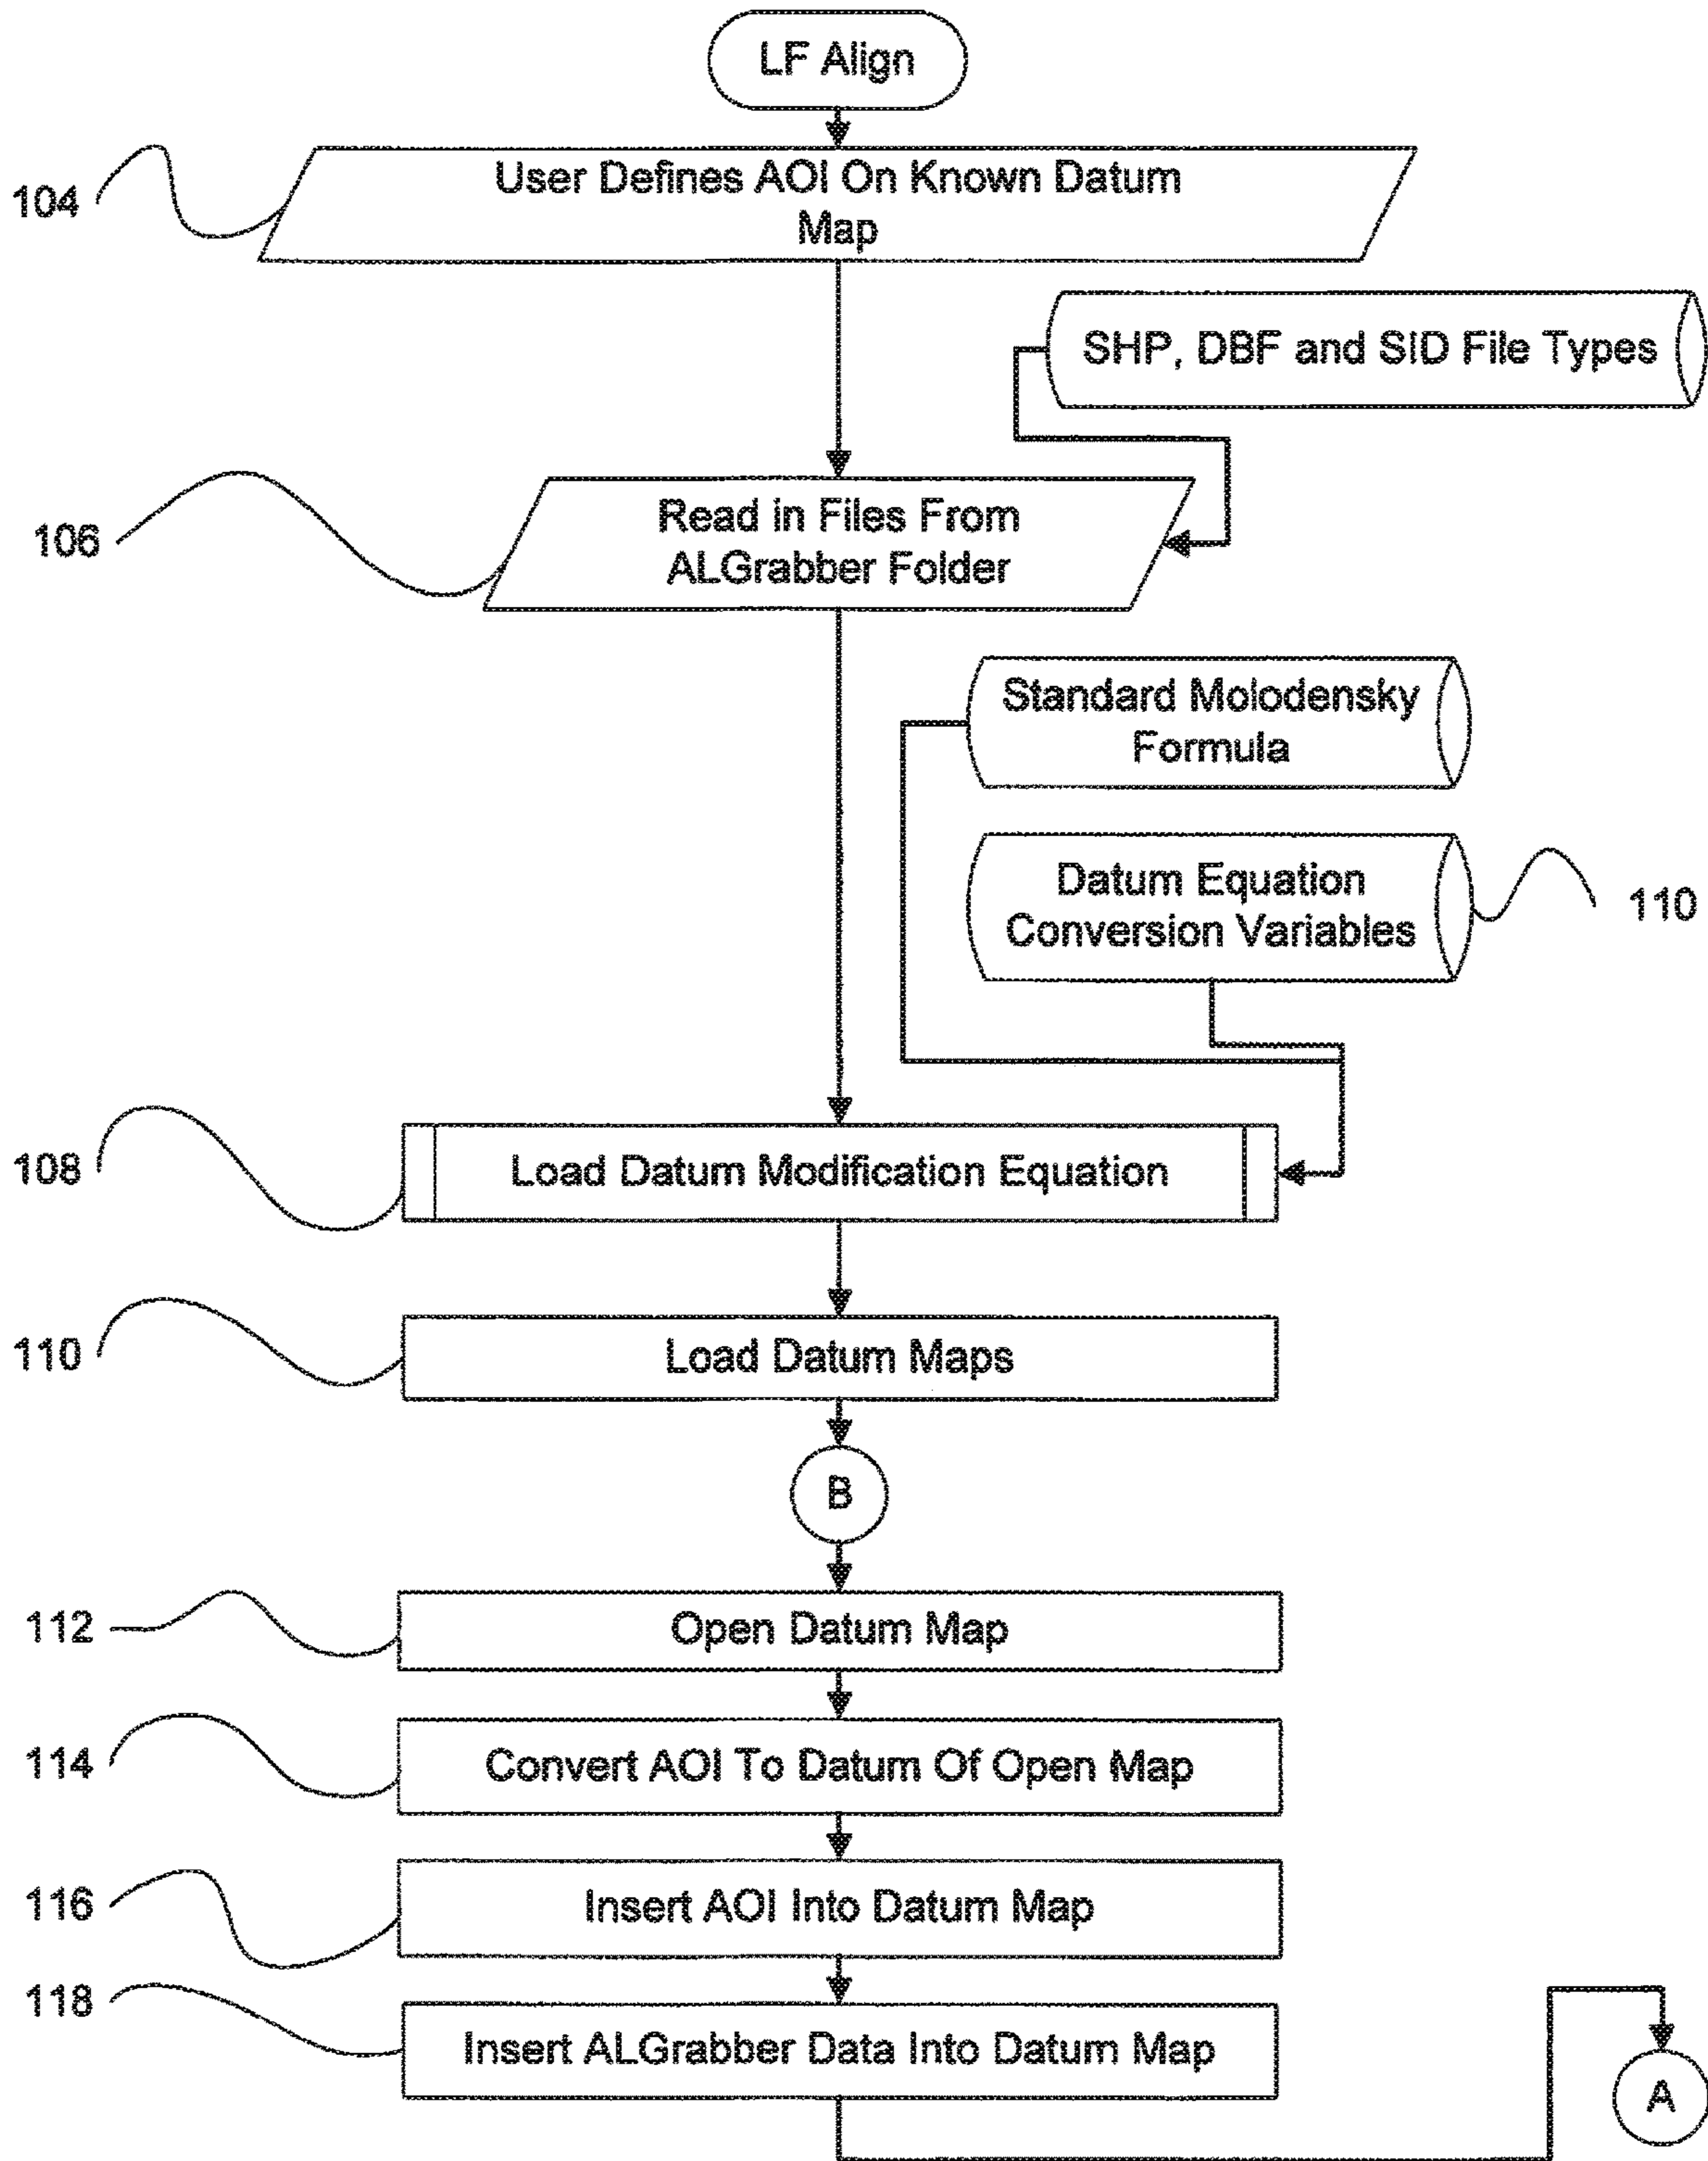 LF Align
104
User Defines AOI On Known Datum
Map
SHP, DBF and SID File Types
106
Read in Files From
ALGrabber Folder
Standard Molodensky
Formula
Datum Equation
Conversion Variables
110
108
Load Datum Modification Equation
110
Load Datum Maps
B
112
Open Datum Map
114
Convert AOI To Datum Of Open Map
116
Insert AOI Into Datum Map
118
Insert ALGrabber Data Into Datum Map
A